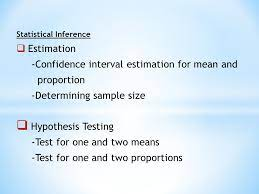 Statistical Inference
❑ Estimation
-Confidence interval estimation for mean and
proportion
-Determining sample size
❑ Hypothesis Testing
-Test for one and two means
-Test for one and two proportions